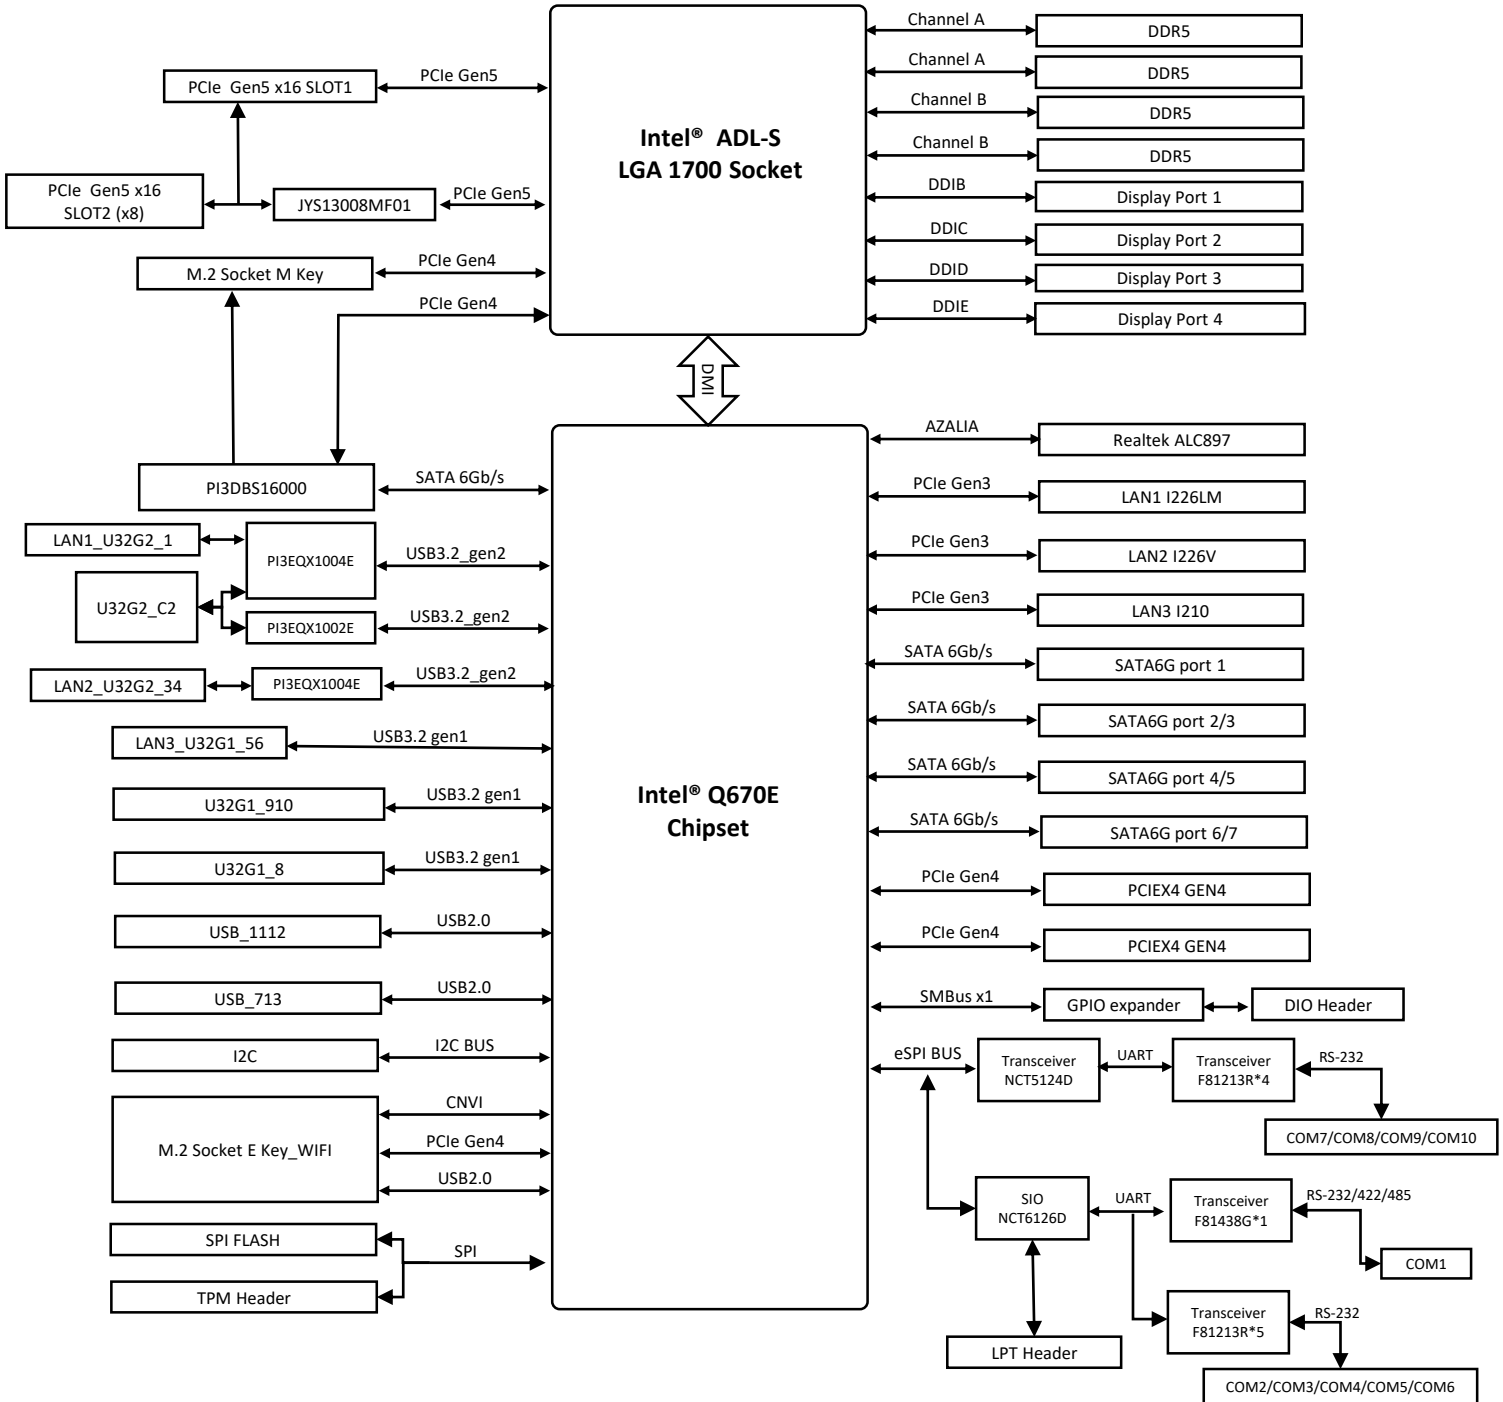 Channel A
DDR5
Channel A
DDR5
PCIe Gen5
PCIe  Gen5 x16 SLOT1
Channel B
DDR5
Intel® ADL-S
LGA 1700 Socket
Channel B
DDR5
PCIe  Gen5 x16
SLOT2 (x8)
JYS13008MF01
PCIe Gen5
DDIB
Display Port 1
DDIC
Display Port 2
M.2 Socket M Key
PCIe Gen4
DDID
Display Port 3
PCIe Gen4
DDIE
Display Port 4
DMI
AZALIA
Realtek ALC897
PI3DBS16000
SATA 6Gb/s
PCIe Gen3
LAN1 I226LM
LAN1_U32G2_1
PI3EQX1004E
USB3.2_gen2
PCIe Gen3
LAN2 I226V
U32G2_C2
PI3EQX1002E
USB3.2_gen2
PCIe Gen3
LAN3 I210
SATA 6Gb/s
SATA6G port 1
LAN2_U32G2_34
PI3EQX1004E
USB3.2_gen2
SATA 6Gb/s
SATA6G port 2/3
LAN3_U32G1_56
USB3.2 gen1
SATA 6Gb/s
SATA6G port 4/5
U32G1_910
USB3.2 gen1
Intel® Q670E
Chipset
SATA 6Gb/s
SATA6G port 6/7
U32G1_8
USB3.2 gen1
PCIe Gen4
PCIEX4 GEN4
USB_1112
USB2.0
PCIe Gen4
PCIEX4 GEN4
USB_713
USB2.0
SMBus x1
GPIO expander
DIO Header
I2C
I2C BUS
eSPI BUS
Transceiver
NCT5124D
UART
Transceiver
F81213R*4
RS-232
COM7/COM8/COM9/COM10
M.2 Socket E Key_WIFI
CNVI
PCIe Gen4
USB2.0
SIO
NCT6126D
UART
Transceiver
F81438G*1
RS-232/422/485
COM1
SPI FLASH
SPI
TPM Header
Transceiver
F81213R*5
RS-232
LPT Header
COM2/COM3/COM4/COM5/COM6